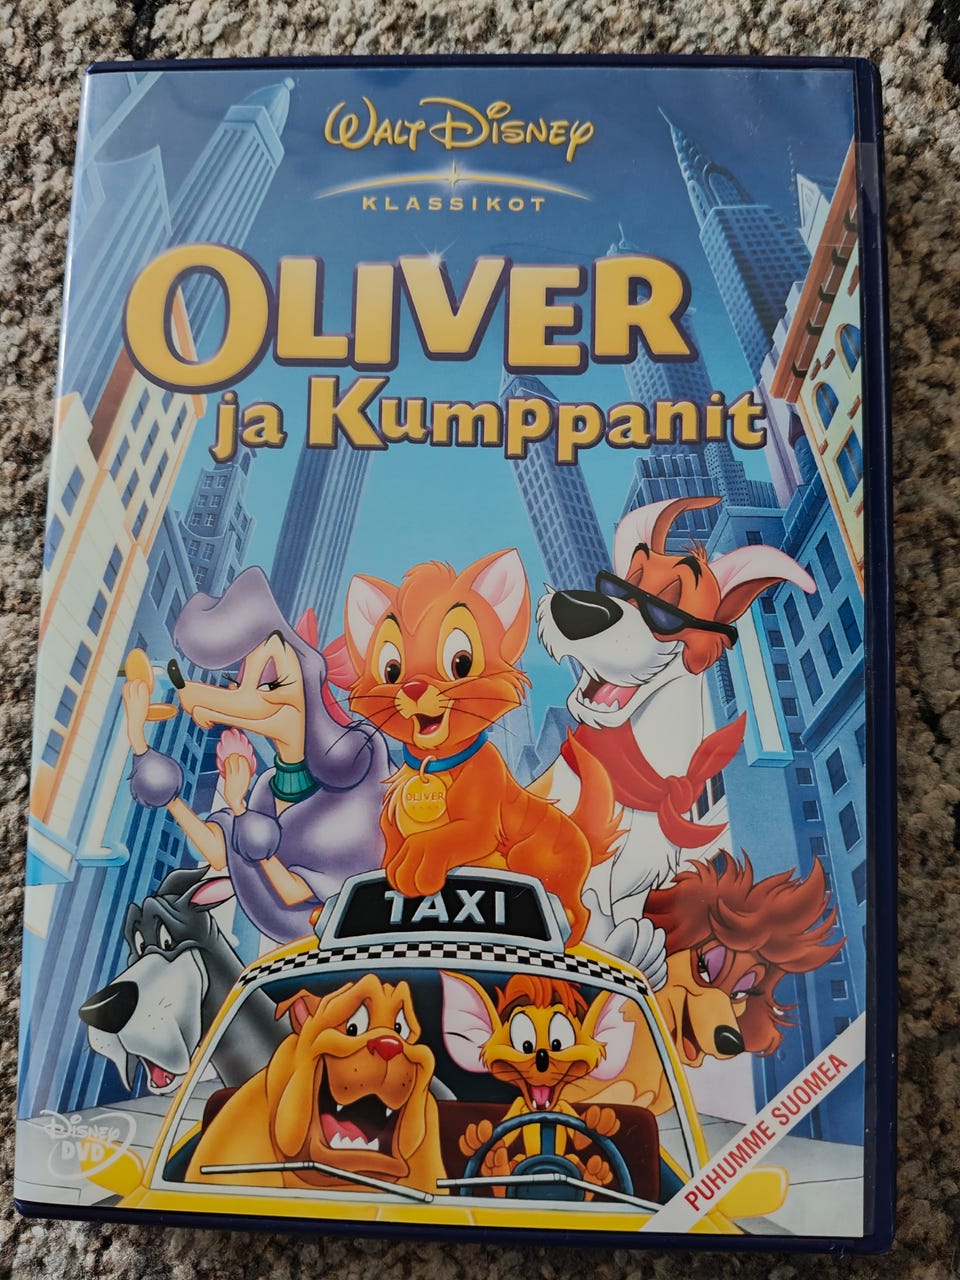 WALT DISNEY
KLASSIKOT
OLIVER
ja Kumppanit
OLIVER
TAXI
DISNEY
DVD
PUHUMME SUOMEA